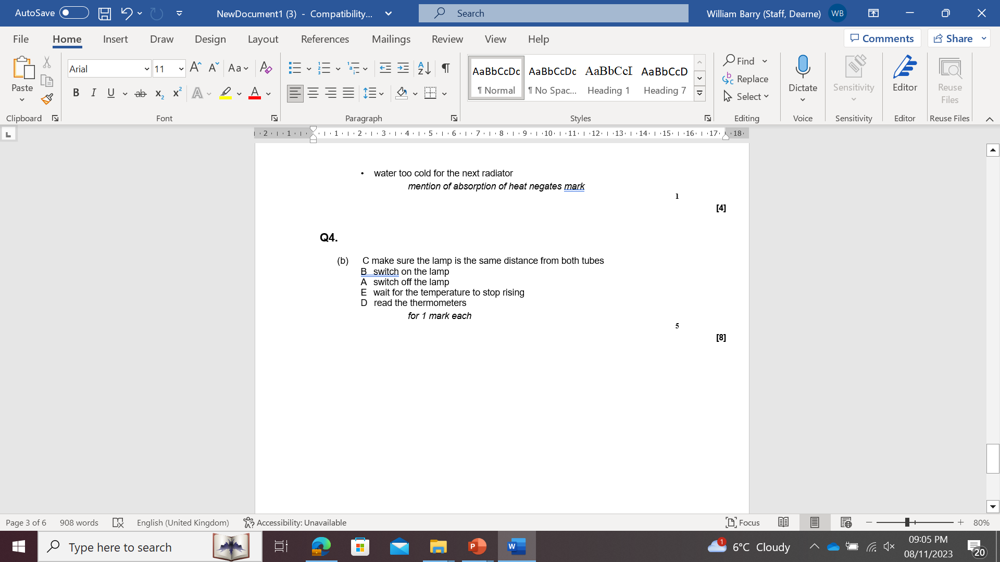 AutoSave
NewDocument1 (3) - Compatibility...
Search
William Barry (Staff, Dearne)
WB
File
Home
Insert
Draw
Design
Layout
References
Mailings
Review
View
Help
Comments
Share
Paste
Clipboard
Arial
11
Aa
B I U ab x2 x2 A A
Font
Paragraph
AaBbCcDc
¶ Normal
AaBbCcDc
¶ No Spac...
AaBbCcI
Heading 1
AaBbCcD
Heading 7
Styles
Find
Replace
Select
Editing
Dictate
Voice
Sensitivity
Sensitivity
Editor
Editor
Reuse
Files
Reuse Files
2 1 1 2 3 4 5 6 7 8 9 10 11 12 13 14 15 16 17 18
• water too cold for the next radiator
mention of absorption of heat negates mark
1
[4]
Q4.
(b) C make sure the lamp is the same distance from both tubes
B switch on the lamp
A switch off the lamp
E wait for the temperature to stop rising
D read the thermometers
for 1 mark each
5
[8]
Page 3 of 6
908 words
English (United Kingdom)
Accessibility: Unavailable
Focus
80%
Type here to search
1
6°C Cloudy
09:05 PM
08/11/2023
20